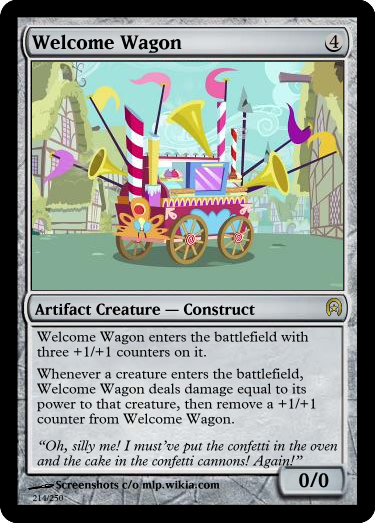 Welcome Wagon 4
Artifact Creature — Construct
Welcome Wagon enters the battlefield with
three +1/+1 counters on it.
Whenever a creature enters the battlefield,
Welcome Wagon deals damage equal to its
power to that creature, then remove a +1/+1
counter from Welcome Wagon.
“Oh, silly me! I must’ve put the confetti in the oven
and the cake in the confetti cannons! Again!”
0/0
Screenshots c/o mlp.wikia.com
214/250